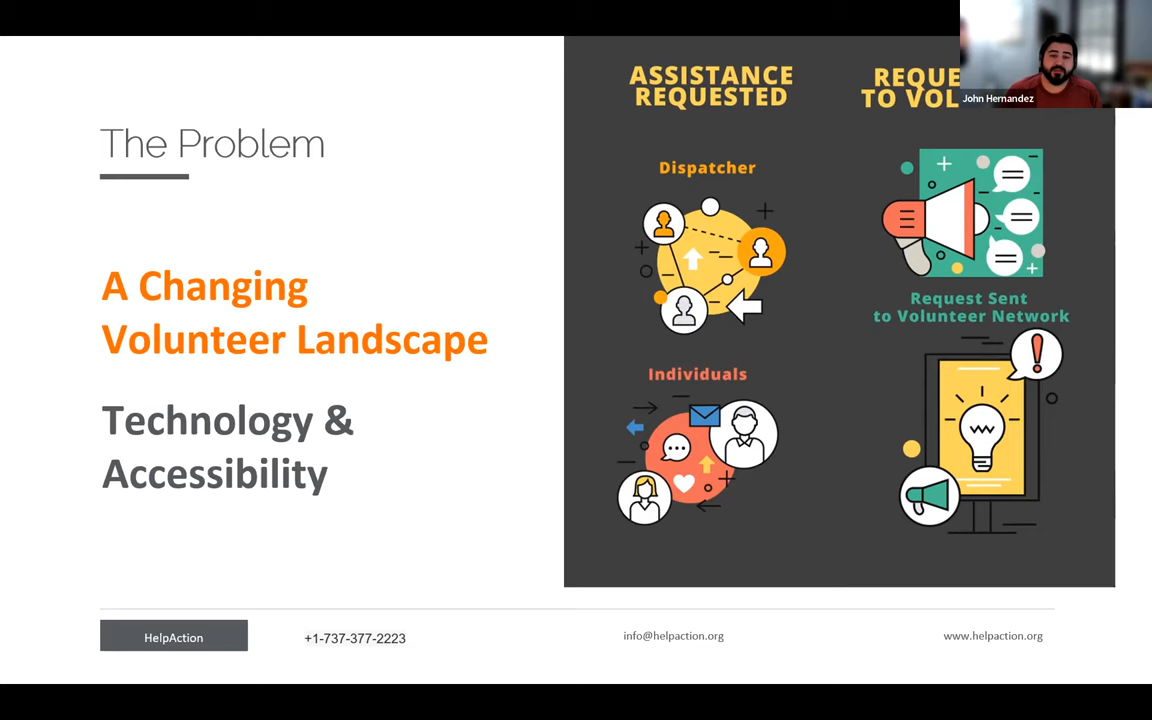 The Problem
A Changing
Volunteer Landscape
Technology &
Accessibility
ASSISTANCE
REQUESTED
Dispatcher
Individuals
TO
Request Sent
to Volunteer Network
John Hernandez
HelpAction
+1-737-377-2223
info@helpaction.org
www.helpaction.org